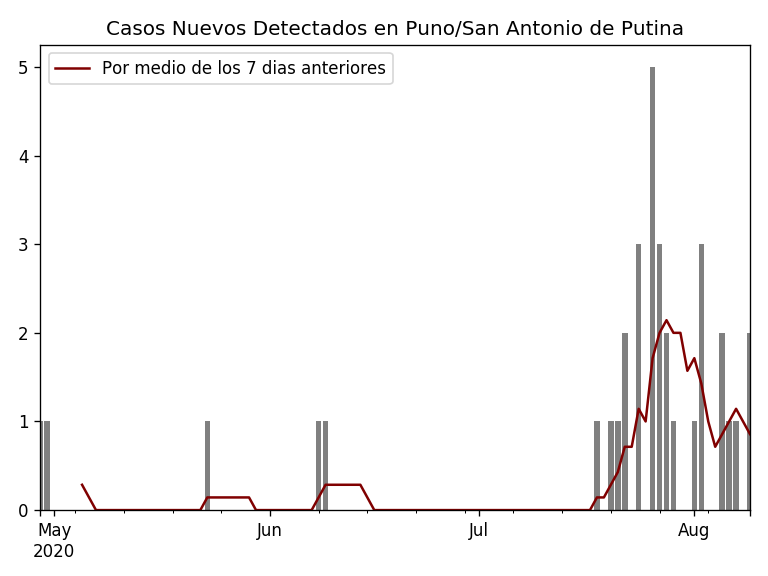 Casos Nuevos Detectados en Puno/San Antonio de Putina
Por medio de los 7 dias anteriores
5
4
3
2
1
0
May
2020
Jun
Jul
Aug